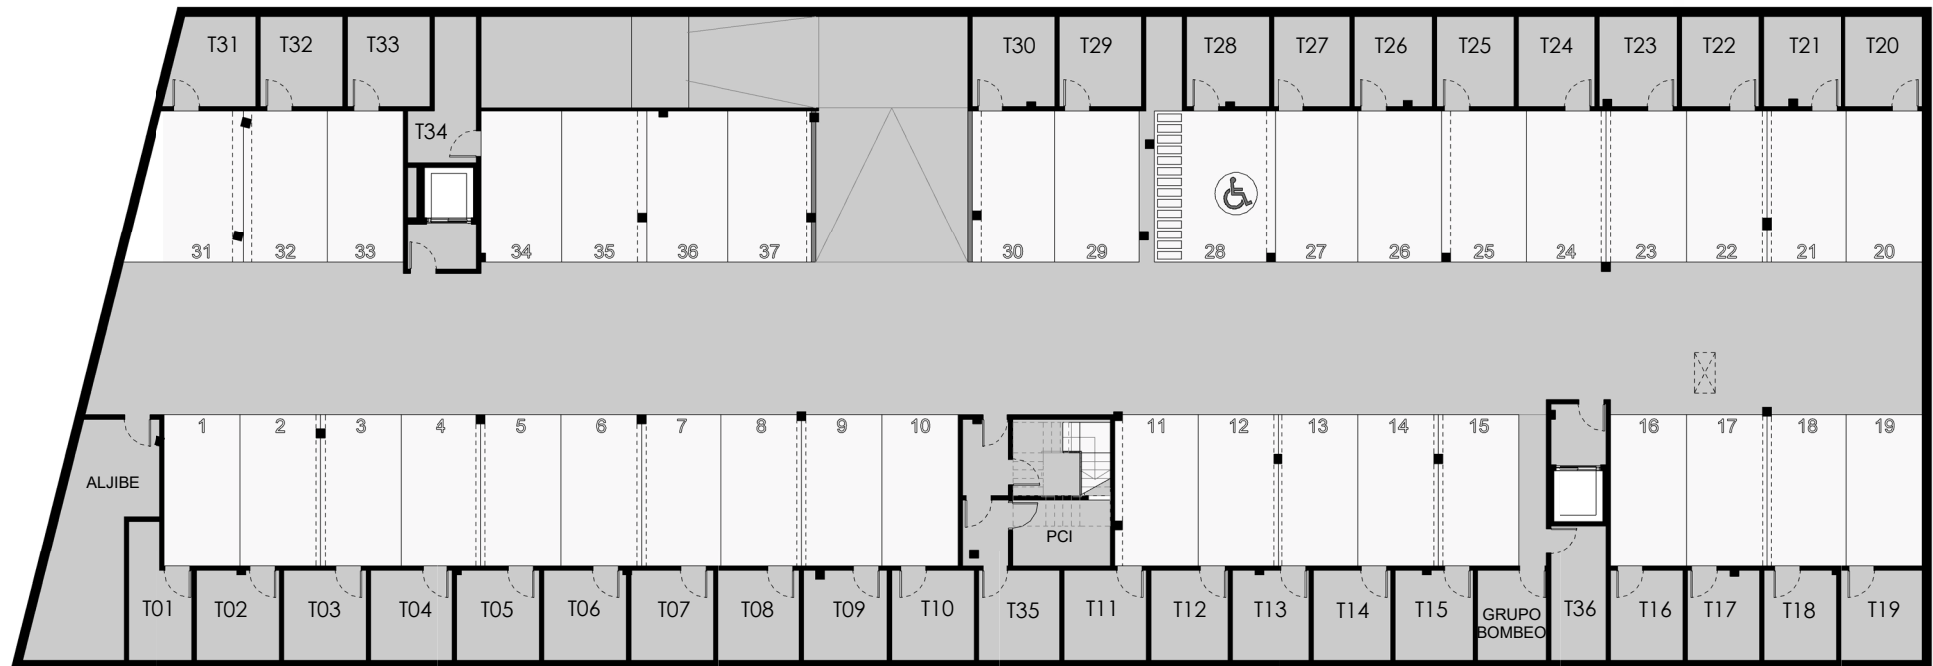 T31 T32 T33 T30 T29 T28 T27 T26 T25 T24 T23 T22 T21 T20
T34
31 32 33 34 35 36 37 30 29 28 27 26 25 24 23 22 21 20
1 2 3 4 5 6 7 8 9 10 11 12 13 14 15 16 17 18 19
ALJIBE
PCI
T01 T02 T03 T04 T05 T06 T07 T08 T09 T10 T35 T11 T12 T13 T14 T15 GRUPO T36 T16 T17 T18 T19
BOMBEO